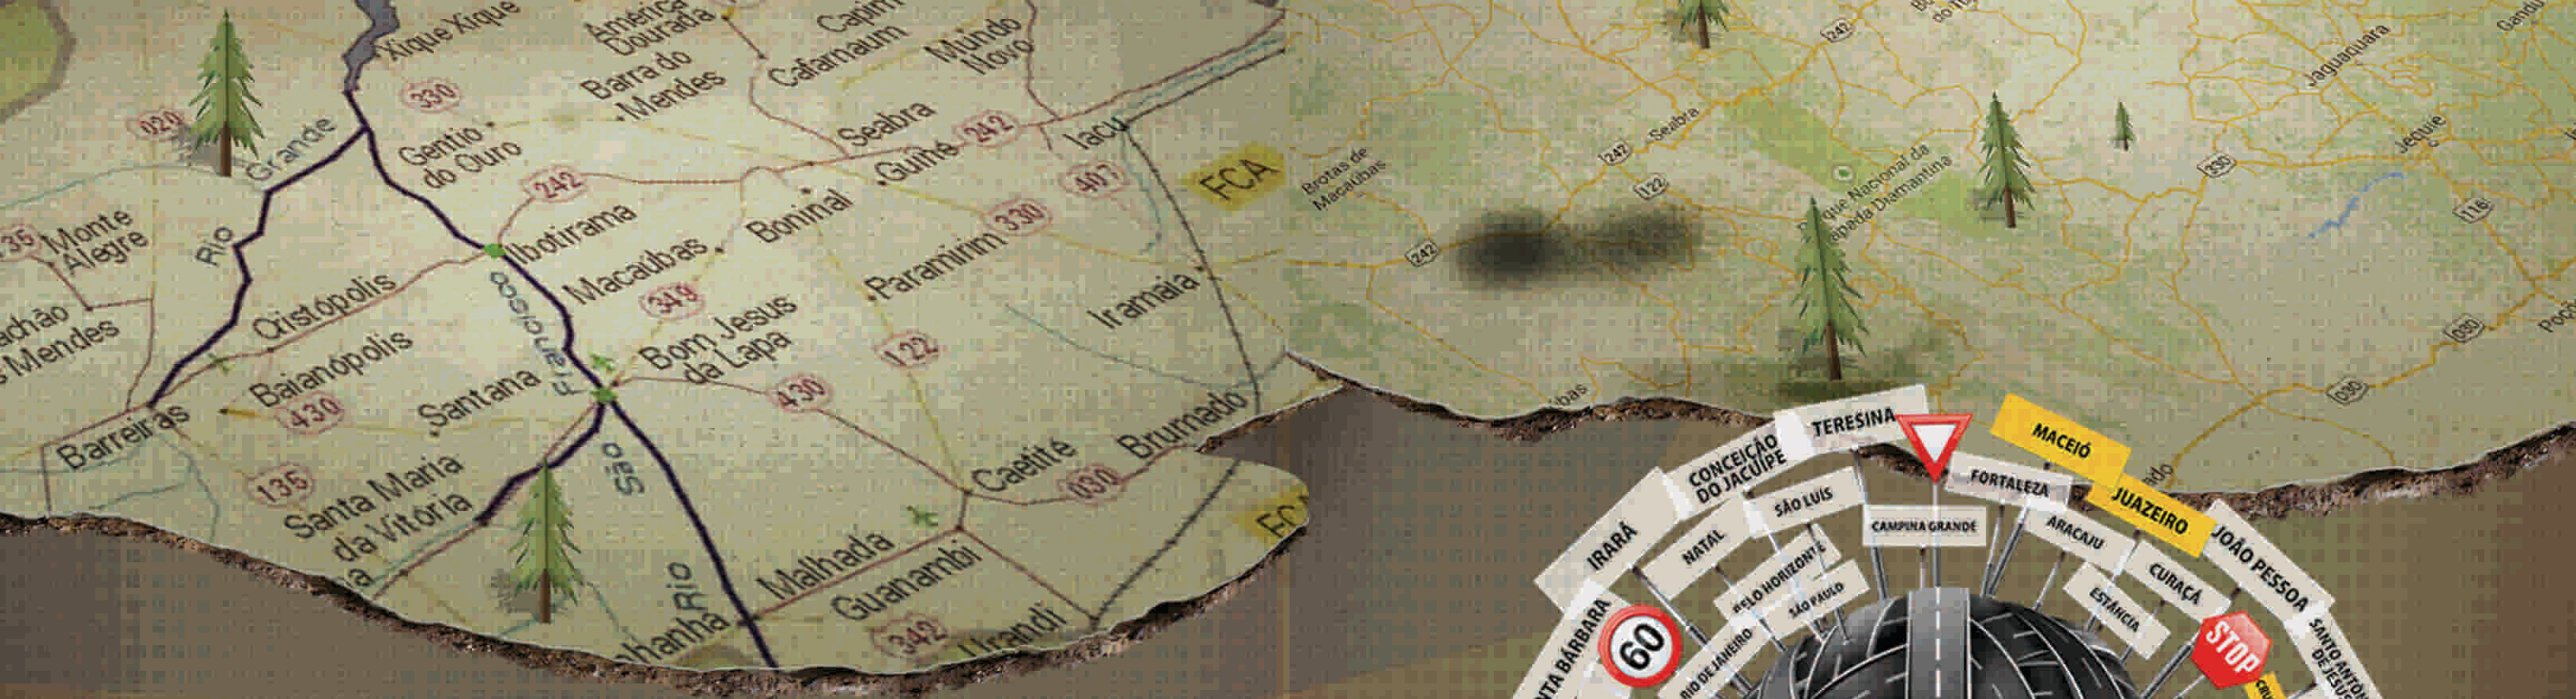 Xique Xique
América
Dourada
Capim
Cafarnaum
Mundo
Novo
Barra do
Mendes
330
020
Grande
Gentio
do Ouro
Seabra
242
Iaçu
Guiné
407
FCA
242
Ibotirama
Boninal
330
Monte
Alegre
Rio
Macaúbas
Paramirim
Cristópolis
Francisco
349
Bom Jesus
da Lapa
Iramaia
Mendes
Baianópolis
122
Santana
430
430
Barreiras
São
Caetité
Brumado
030
135
Santa Maria
da Vitória
Malhada
Rio
Guanambi
342
Urandi
242
Jaguaquara
Seabra
242
122
Brotas de
Macaúbas
que Nacional da
apada Diamantina
330
Jequié
116
242
030
030
TERESINA
MACEIÓ
CONCEIÇÃO
DO JACUÍPE
FORTALEZA
JUAZEIRO
SÃO LUÍS
CAMPINA GRANDE
ARACAJU
JOÃO PESSOA
IRARÁ
NATAL
BELO HORIZONTE
SÃO PAULO
CURAÇÁ
ESTÂNCIA
60
STOP
RIO DE JANEIRO